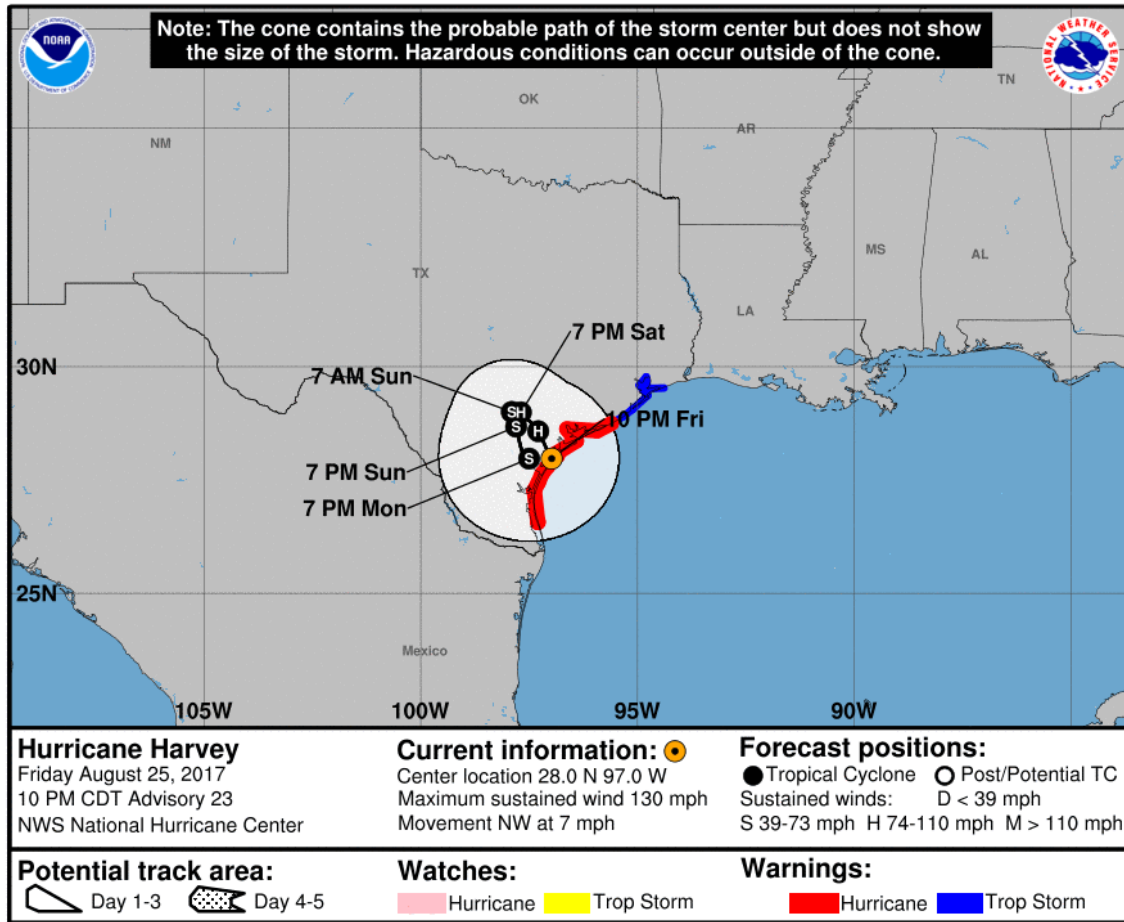 Note: The cone contains the probable path of the storm center but does not show
the size of the storm. Hazardous conditions can occur outside of the cone.
NOAA
NATIONAL WEATHER SERVICE
TN
OK
AR
NM
MS
AL
TX
LA
7 PM Sat
30N
7 AM Sun
SH
10 PM Fri
S
H
7 PM Sun
S
7 PM Mon
25N
Mexico
105W
100W
95W
90W
Hurricane Harvey
Friday August 25, 2017
10 PM CDT Advisory 23
NWS National Hurricane Center
Current information:
Center location 28.0 N 97.0 W
Maximum sustained wind 130 mph
Movement NW at 7 mph
Forecast positions:
Tropical Cyclone Post/Potential TC
Sustained winds: D < 39 mph
S 39-73 mph H 74-110 mph M > 110 mph
Potential track area:
Day 1-3 Day 4-5
Watches:
Hurricane Trop Storm
Warnings:
Hurricane Trop Storm